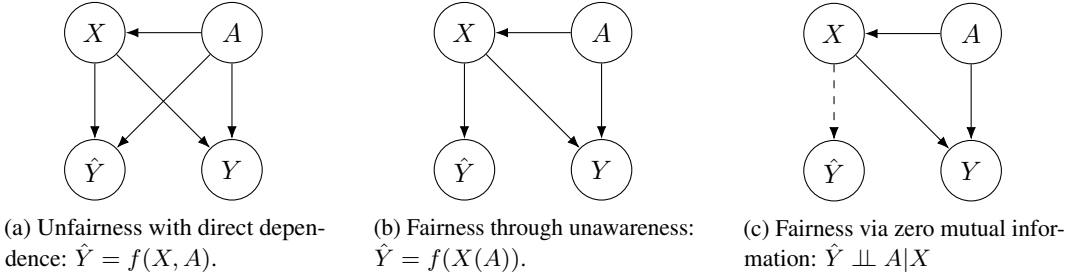 X A X A X A
Ŷ Y Ŷ Y Ŷ Y
(a) Unfairness with direct depen-
dence: Ŷ = f(X, A).
(b) Fairness through unawareness:
Ŷ = f(X(A)).
(c) Fairness via zero mutual infor-
mation: Ŷ ⫫ A|X